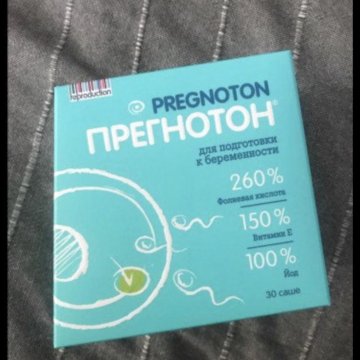 reproduction
PREGNOTON
ПРЕГНОТОН®
для подготовки
к беременности
260%
Фолиевая кислота
150%
Витамин Е
100%
Йод
30 саше